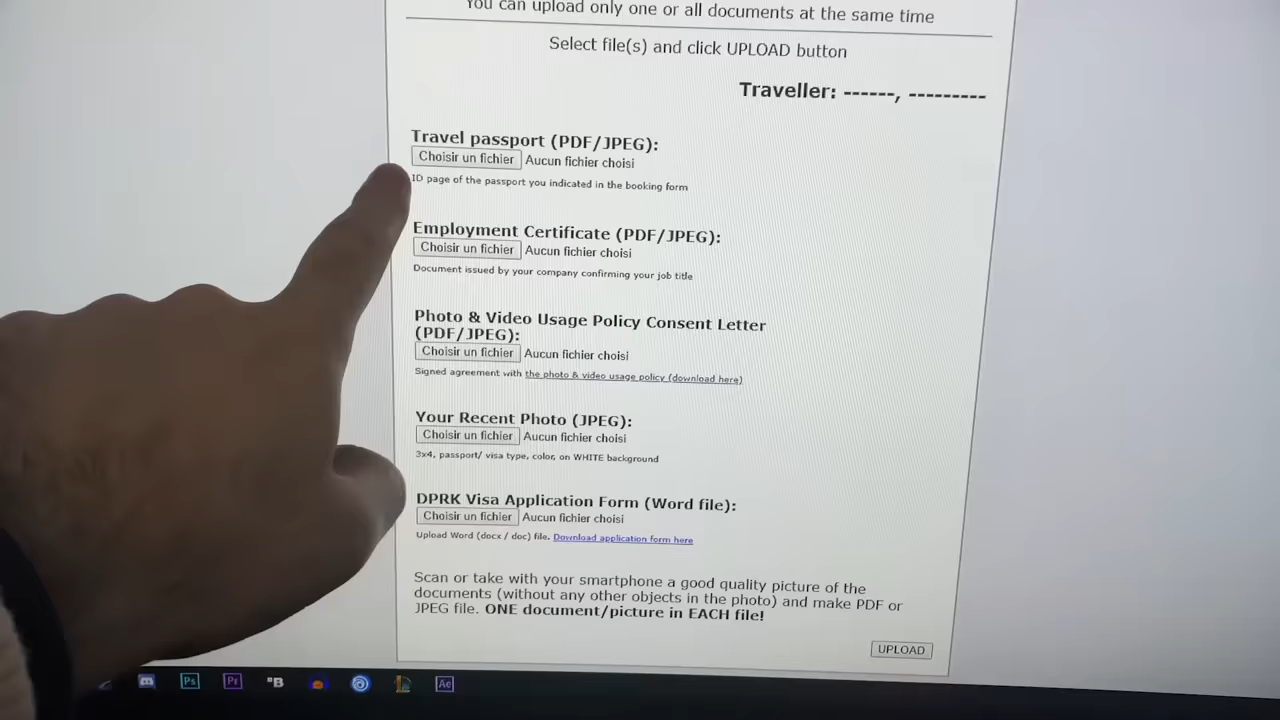 You can upload only one or all documents at the same time
Select file(s) and click UPLOAD button
Traveller: ------, ---------
Travel passport (PDF/JPEG):
Choisir un fichier Aucun fichier choisi
ID page of the passport you indicated in the booking form
Employment Certificate (PDF/JPEG):
Choisir un fichier Aucun fichier choisi
Document issued by your company confirming your job title
Photo & Video Usage Policy Consent Letter
(PDF/JPEG):
Choisir un fichier Aucun fichier choisi
Signed agreement with the photo & video usage policy (download here)
Your Recent Photo (JPEG):
Choisir un fichier Aucun fichier choisi
3x4, passport/ visa type, color, on WHITE background
DPRK Visa Application Form (Word file):
Choisir un fichier Aucun fichier choisi
Upload Word (docx / doc) file. Download application form here
Scan or take with your smartphone a good quality picture of the
documents (without any other objects in the photo) and make PDF or
JPEG file. ONE document/picture in EACH file!
UPLOAD
Ps Pr "B Ae